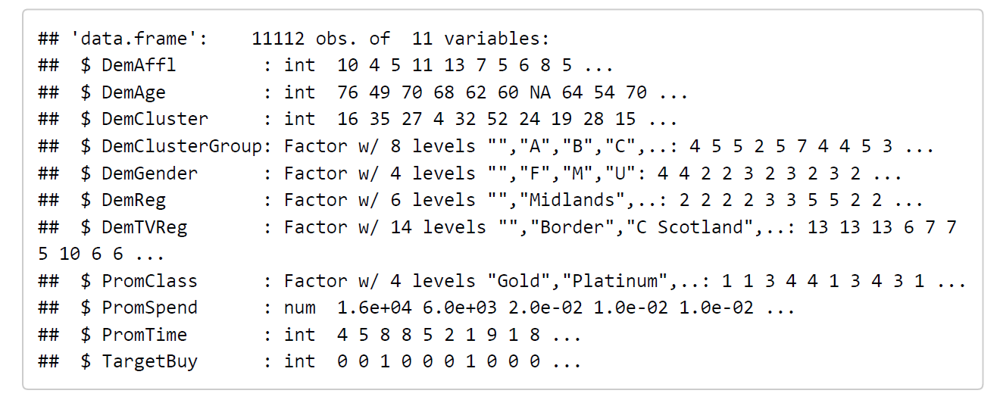 ## 'data.frame':    11112 obs. of  11 variables:
##  $ DemAffl        : int  10 4 5 11 13 7 5 6 8 5 ...
##  $ DemAge         : int  76 49 70 68 62 60 NA 64 54 70 ...
##  $ DemCluster     : int  16 35 27 4 32 52 24 19 28 15 ...
##  $ DemClusterGroup: Factor w/ 8 levels "","A","B","C",..: 4 5 5 2 5 7 4 4 5 3 ...
##  $ DemGender      : Factor w/ 4 levels "","F","M","U": 4 4 2 2 3 2 3 2 3 2 ...
##  $ DemReg         : Factor w/ 6 levels "","Midlands",..: 2 2 2 2 3 3 5 5 2 2 ...
##  $ DemTVReg       : Factor w/ 14 levels "","Border","C Scotland",..: 13 13 13 6 7 7
5 10 6 6 ...
##  $ PromClass      : Factor w/ 4 levels "Gold","Platinum",..: 1 1 3 4 4 1 3 4 3 1 ...
##  $ PromSpend      : num  1.6e+04 6.0e+03 2.0e-02 1.0e-02 1.0e-02 ...
##  $ PromTime       : int  4 5 8 8 5 2 1 9 1 8 ...
##  $ TargetBuy      : int  0 0 1 0 0 0 1 0 0 0 ...